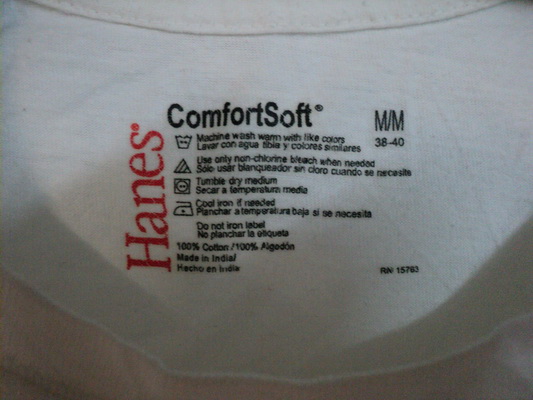 Hanes®
ComfortSoft®
M/M
38-40
Machine wash warm with like colors
Lavar con agua tibia y colores similares
Use only non-chlorine bleach when needed
Solo usar blanqueador sin cloro cuando se necesita
Tumble dry medium
Secar a temperatura media
Cool iron if needed
Planchar a temperatura baja si se necesita
Do not iron label
No planchar la etiqueta
100% Cotton/100% Algodón
Made in India/
Hecho en India
RN 15763